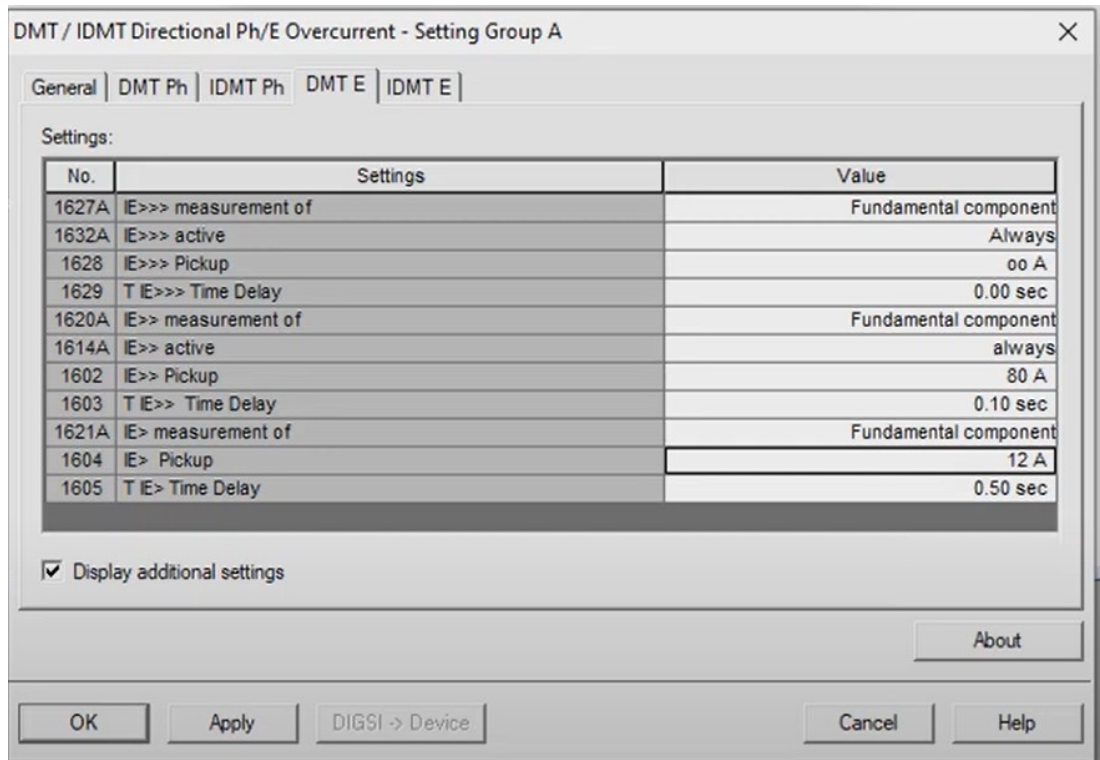 DMT / IDMT Directional Ph/E Overcurrent - Setting Group A
General DMT Ph IDMT Ph DMT E IDMT E
Settings:
No. Settings Value
1627A IE>>> measurement of Fundamental component
1632A IE>>> active Always
1628 IE>>> Pickup oo A
1629 T IE>>> Time Delay 0.00 sec
1620A IE>> measurement of Fundamental component
1614A IE>> active always
1602 IE>> Pickup 80 A
1603 T IE>> Time Delay 0.10 sec
1621A IE> measurement of Fundamental component
1604 IE> Pickup 12 A
1605 T IE> Time Delay 0.50 sec
Display additional settings
About
OK Apply DIGSI -> Device Cancel Help